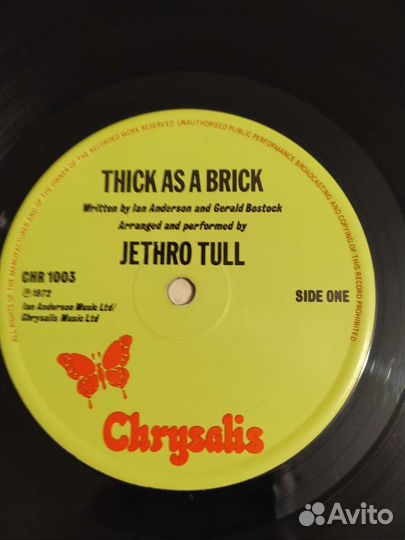 ALL RIGHTS OF THE MANUFACTURER AND OF THE OWNER OF THE RECORDED WORK RESERVED. UNAUTHORISED PUBLIC PERFORMANCE BROADCASTING AND COPYING OF THIS RECORD PROHIBITED
THICK AS A BRICK
Written by Ian Anderson and Gerald Bostock
Arranged and performed by
JETHRO TULL
CHR 1003
℗ 1972
Ian Anderson Music Ltd/
Chrysalis Music Ltd
SIDE ONE
Chrysalis
Avito